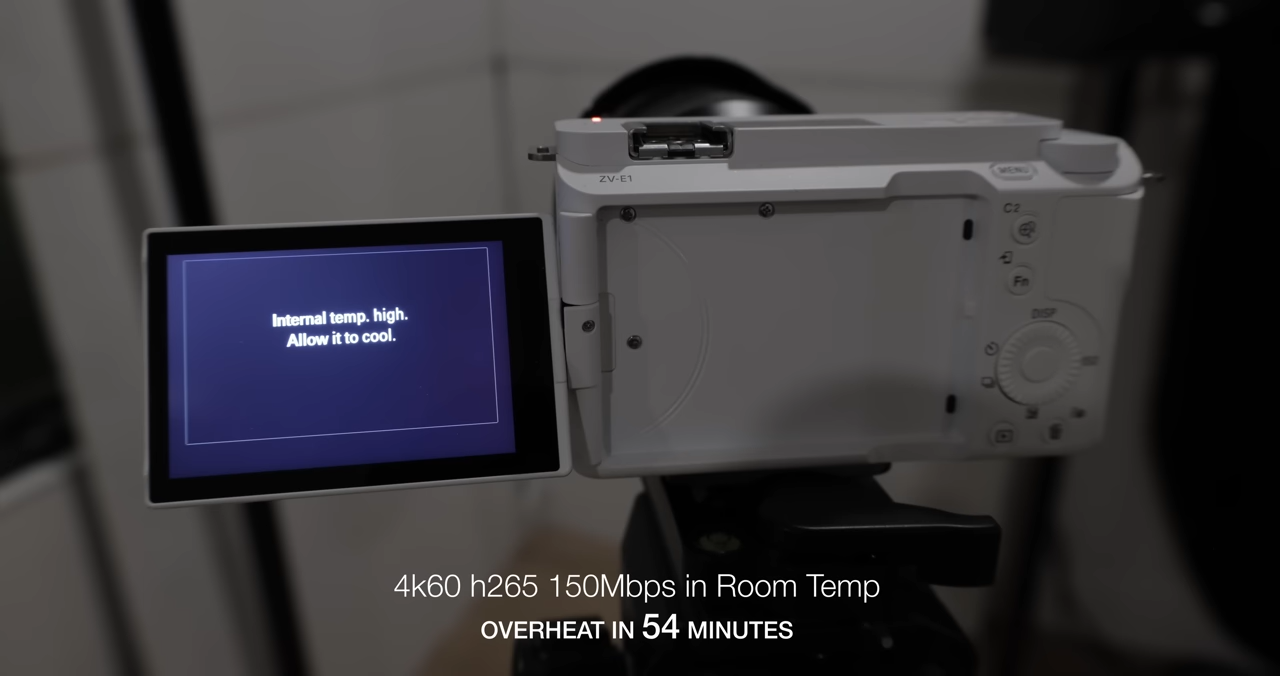 ZV-E1
MENU
C2
Fn
DISP
Internal temp. high.
Allow it to cool.
4k60 h265 150Mbps in Room Temp
OVERHEAT IN 54 MINUTES